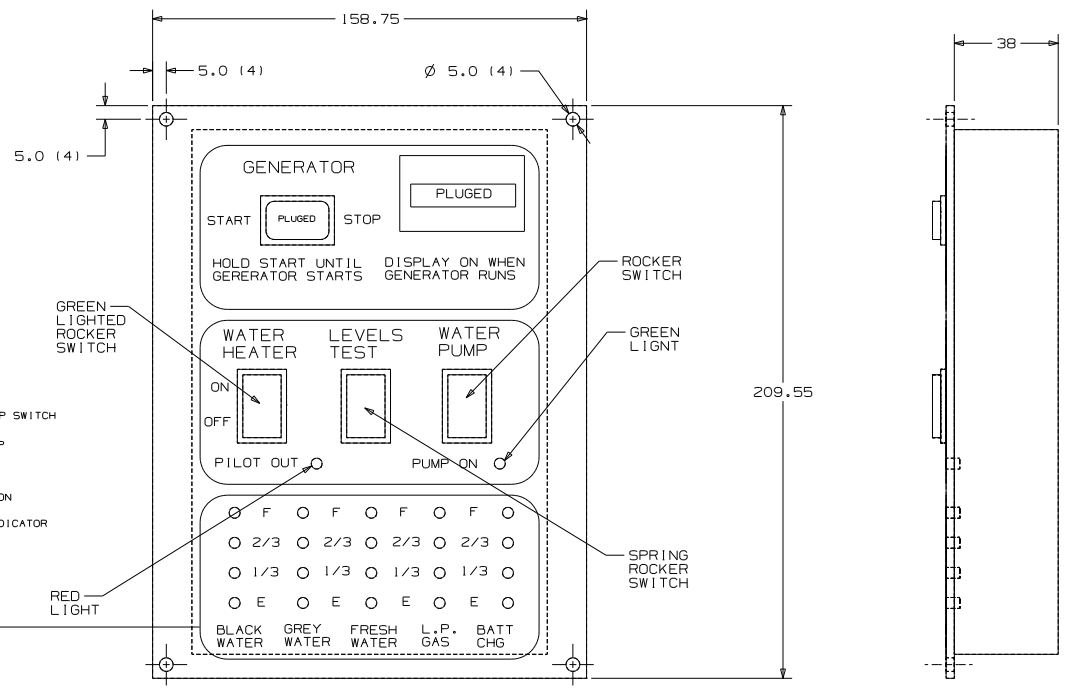 158.75
38
5.0 (4)
Ø 5.0 (4)
5.0 (4)
GENERATOR
PLUGED
START
PLUGED
STOP
HOLD START UNTIL
GERERATOR STARTS
DISPLAY ON WHEN
GENERATOR RUNS
ROCKER
SWITCH
GREEN
LIGHTED
ROCKER
SWITCH
WATER
HEATER
LEVELS
TEST
WATER
PUMP
GREEN
LIGNT
209.55
ON
OFF
P SWITCH
P
PILOT OUT
PUMP ON
ON
DICATOR
F F F F
2/3 2/3 2/3 2/3
1/3 1/3 1/3 1/3
E E E E
SPRING
ROCKER
SWITCH
RED
LIGHT
BLACK
WATER
GREY
WATER
FRESH
WATER
L.P.
GAS
BATT
CHG